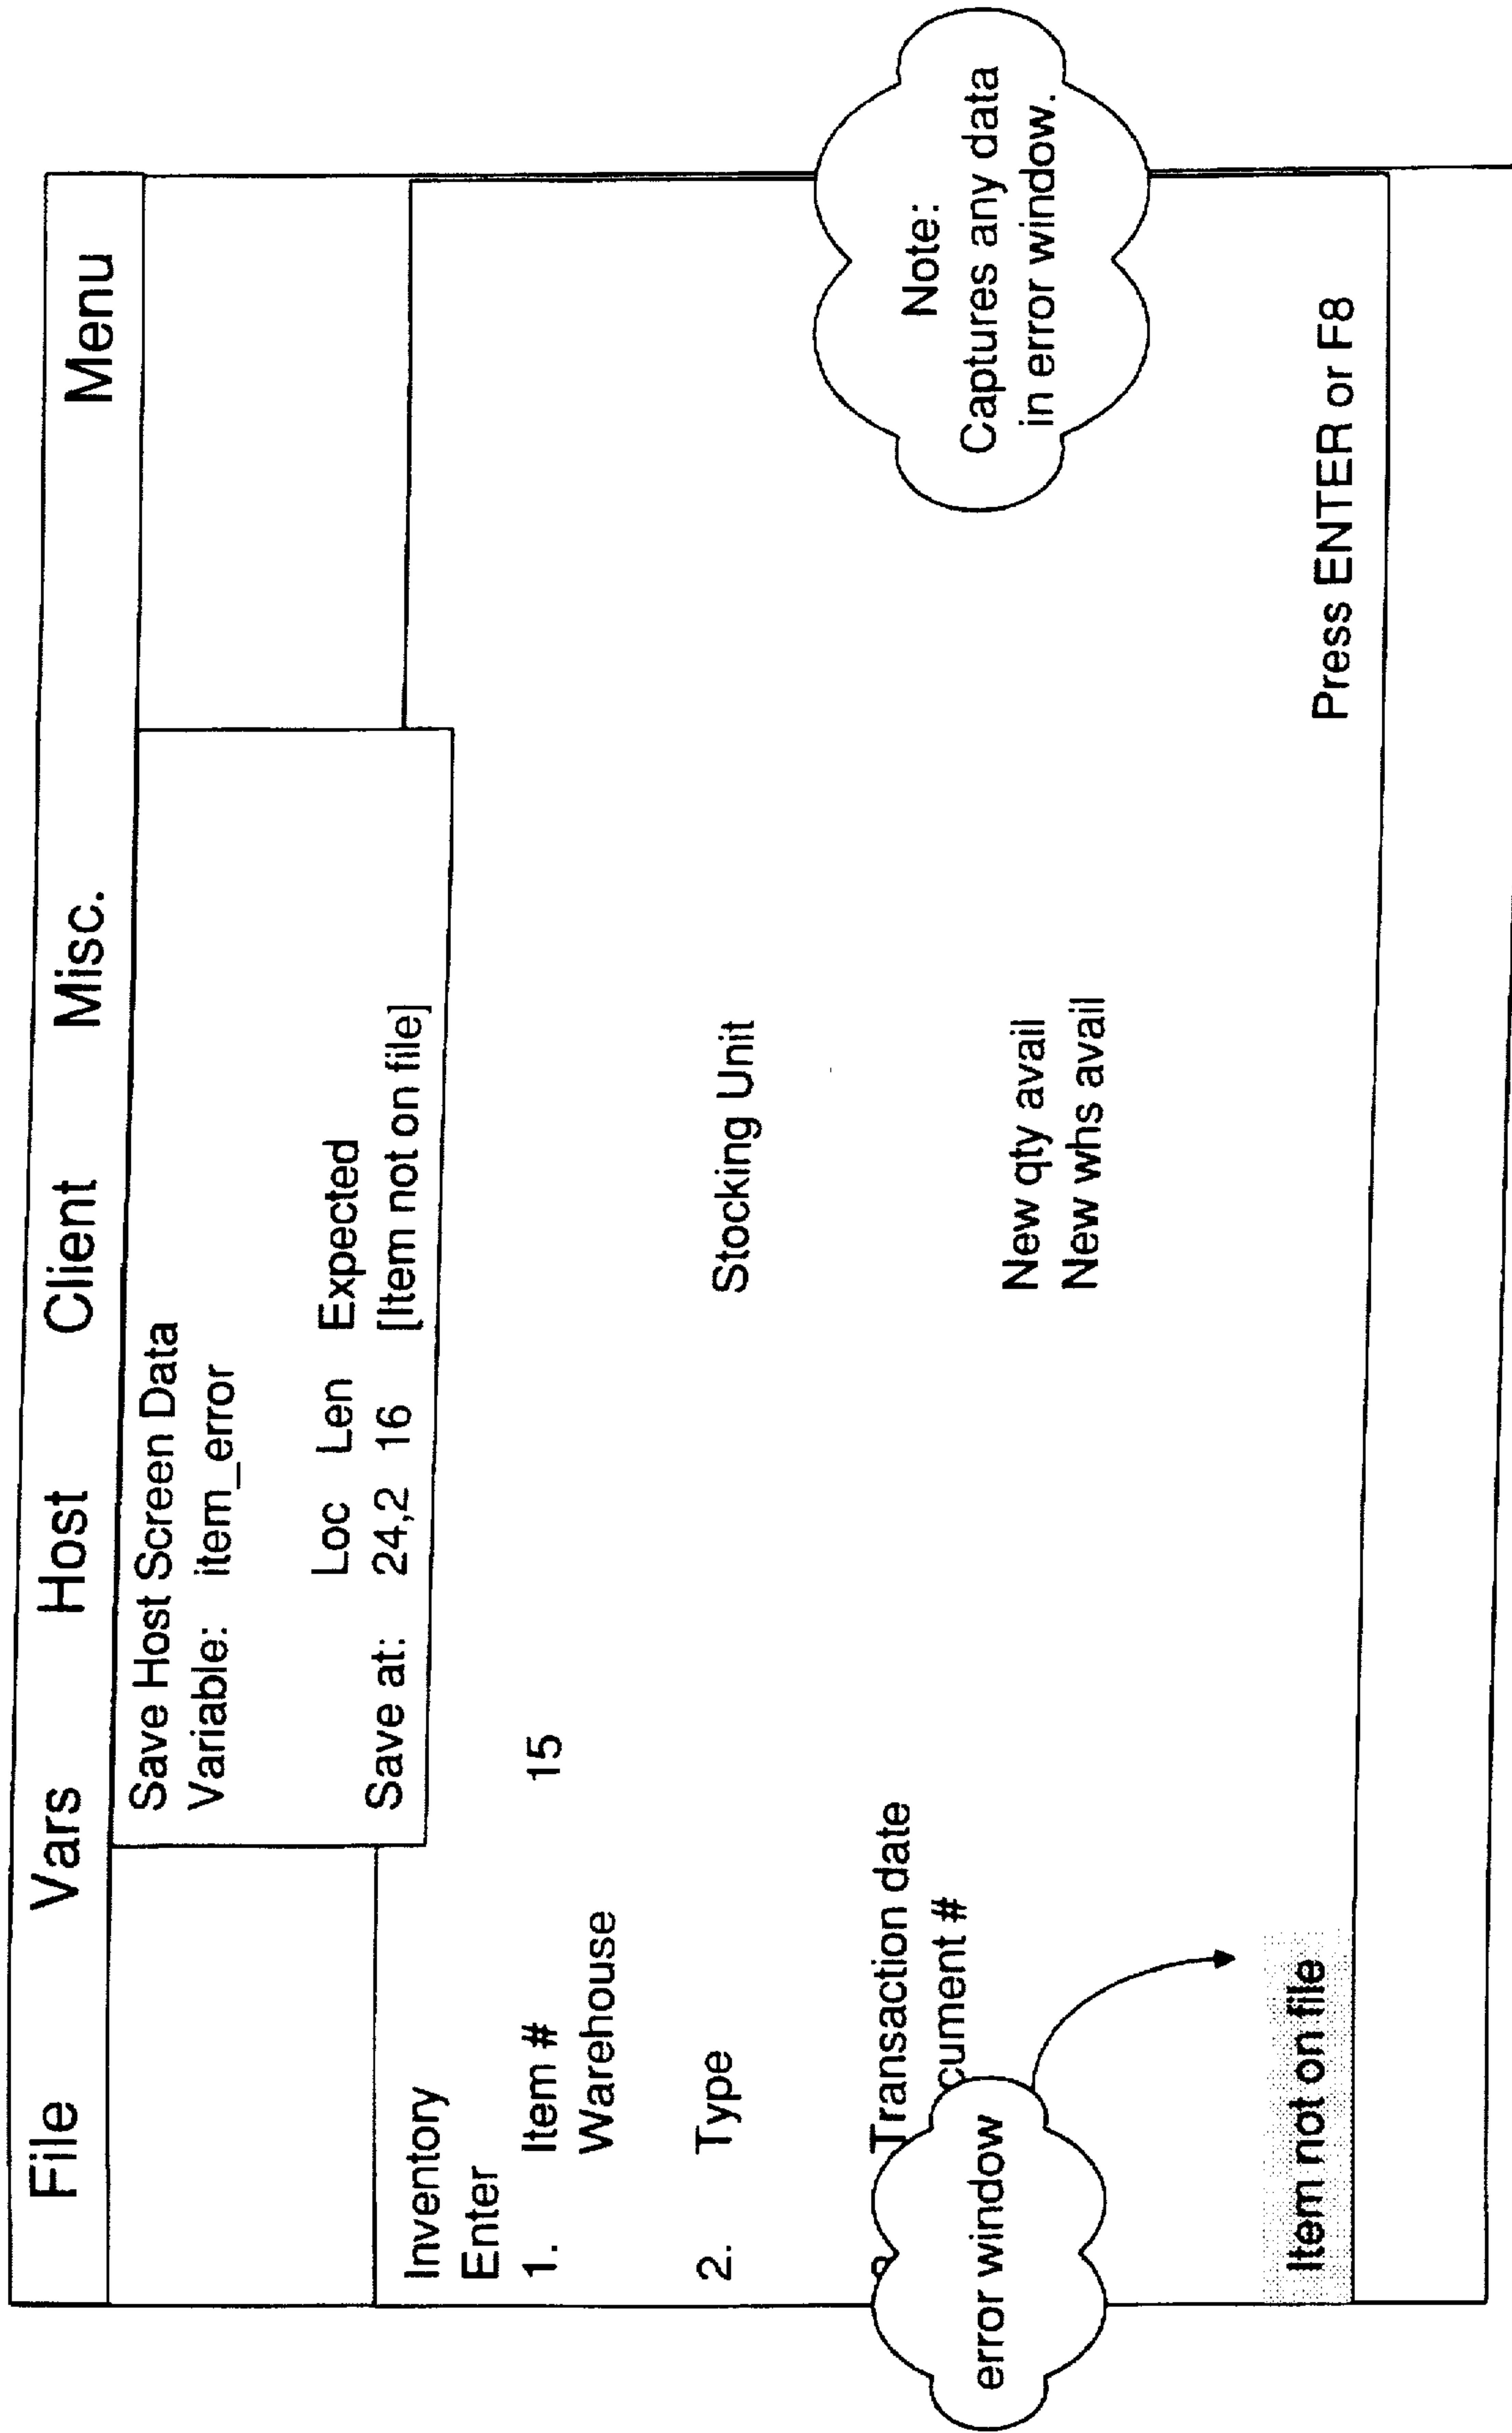 File Vars Host Client Misc. Menu
Save Host Screen Data
Variable: item_error
Loc Len Expected
Save at: 24,2 16 [Item not on file]
Inventory
Enter
1. Item # 15
Warehouse
2. Type Stocking Unit
Transaction date
cument #
New qty avail
New whs avail
error window
Note:
Captures any data
in error window.
Item not on file
Press ENTER or F8